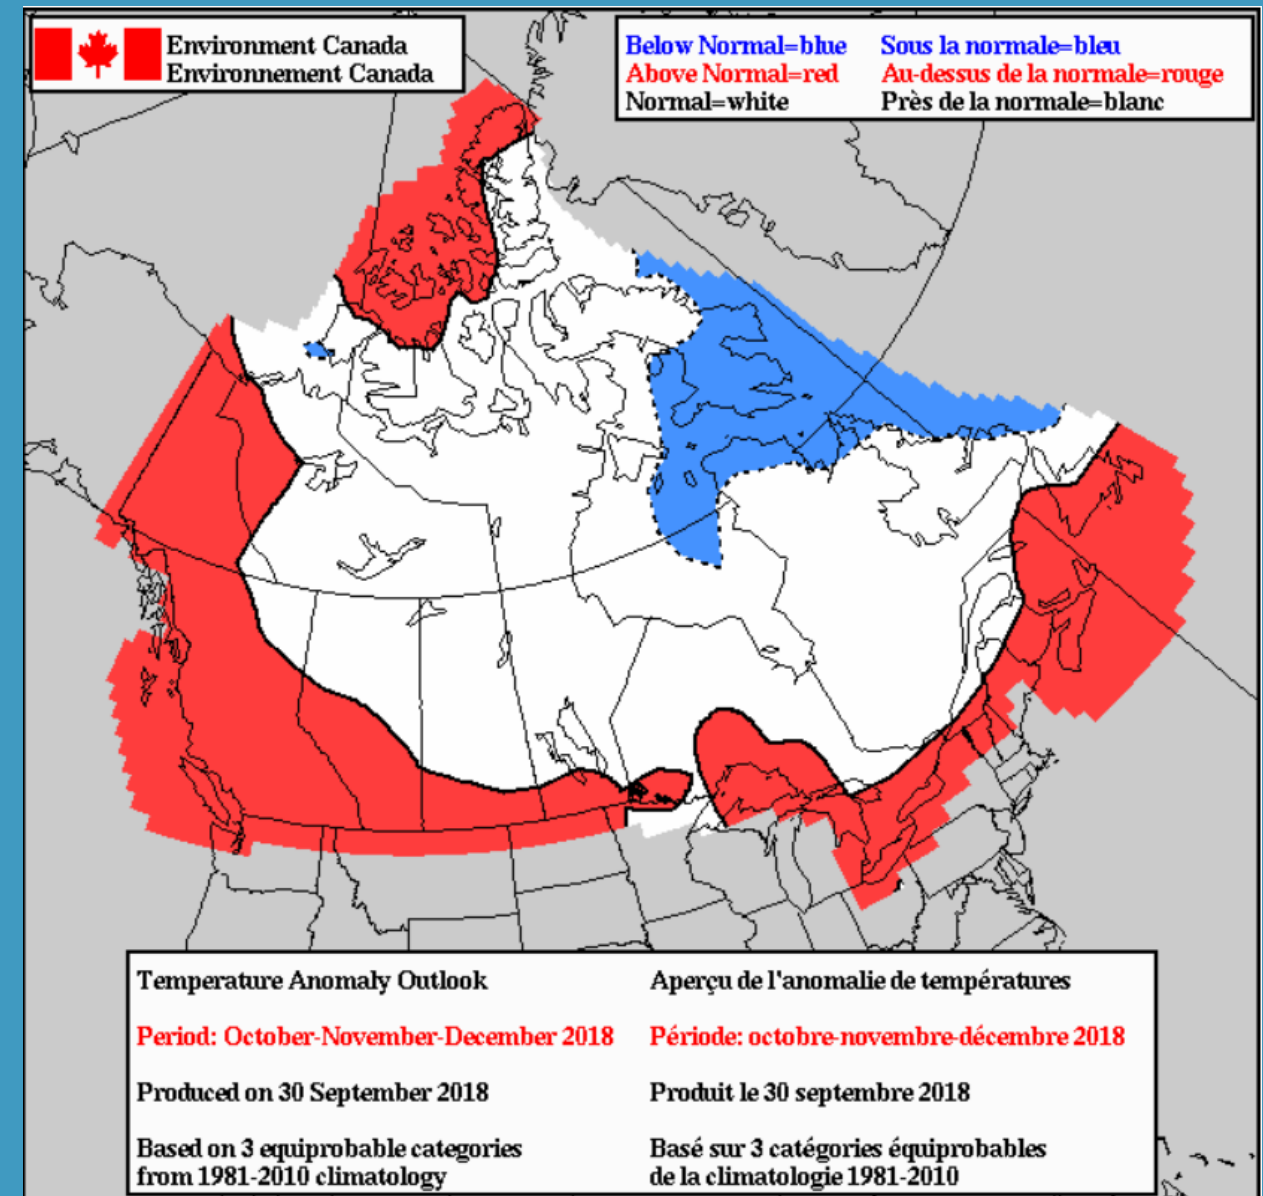 Environment Canada
Environnement Canada
Below Normal=blue Sous la normale=bleu
Above Normal=red Au-dessus de la normale=rouge
Normal=white Près de la normale=blanc
Temperature Anomaly Outlook Aperçu de l'anomalie de températures
Period: October-November-December 2018 Période: octobre-novembre-décembre 2018
Produced on 30 September 2018 Produit le 30 septembre 2018
Based on 3 equiprobable categories Basé sur 3 catégories équiprobables
from 1981-2010 climatology de la climatologie 1981-2010